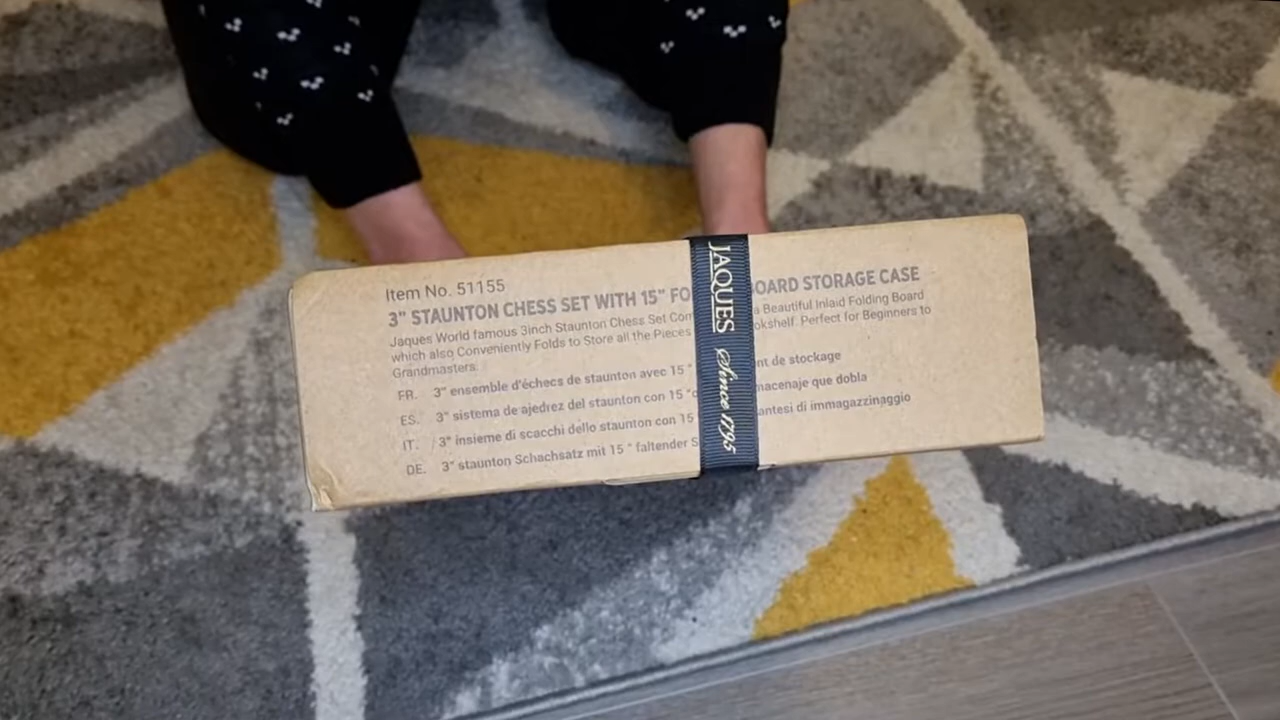 Item No. 51155
3" STAUNTON CHESS SET WITH 15" FO OARD STORAGE CASE
Jaques World famous 3inch Staunton Chess Set Com a Beautiful Inlaid Folding Board
which also Conveniently Folds to Store all the Pieces okshelf. Perfect for Beginners to
Grandmasters.
FR. 3" ensemble d'échecs de staunton avec 15 " nt de stockage
ES. 3" sistema de ajedrez del staunton con 15 " macenaje que dobla
IT. 3" insieme di scacchi dello staunton con 15 antesi di immagazzinaggio
DE. 3" staunton Schachsatz mit 15 " faltender S
JAQUES Since 1795